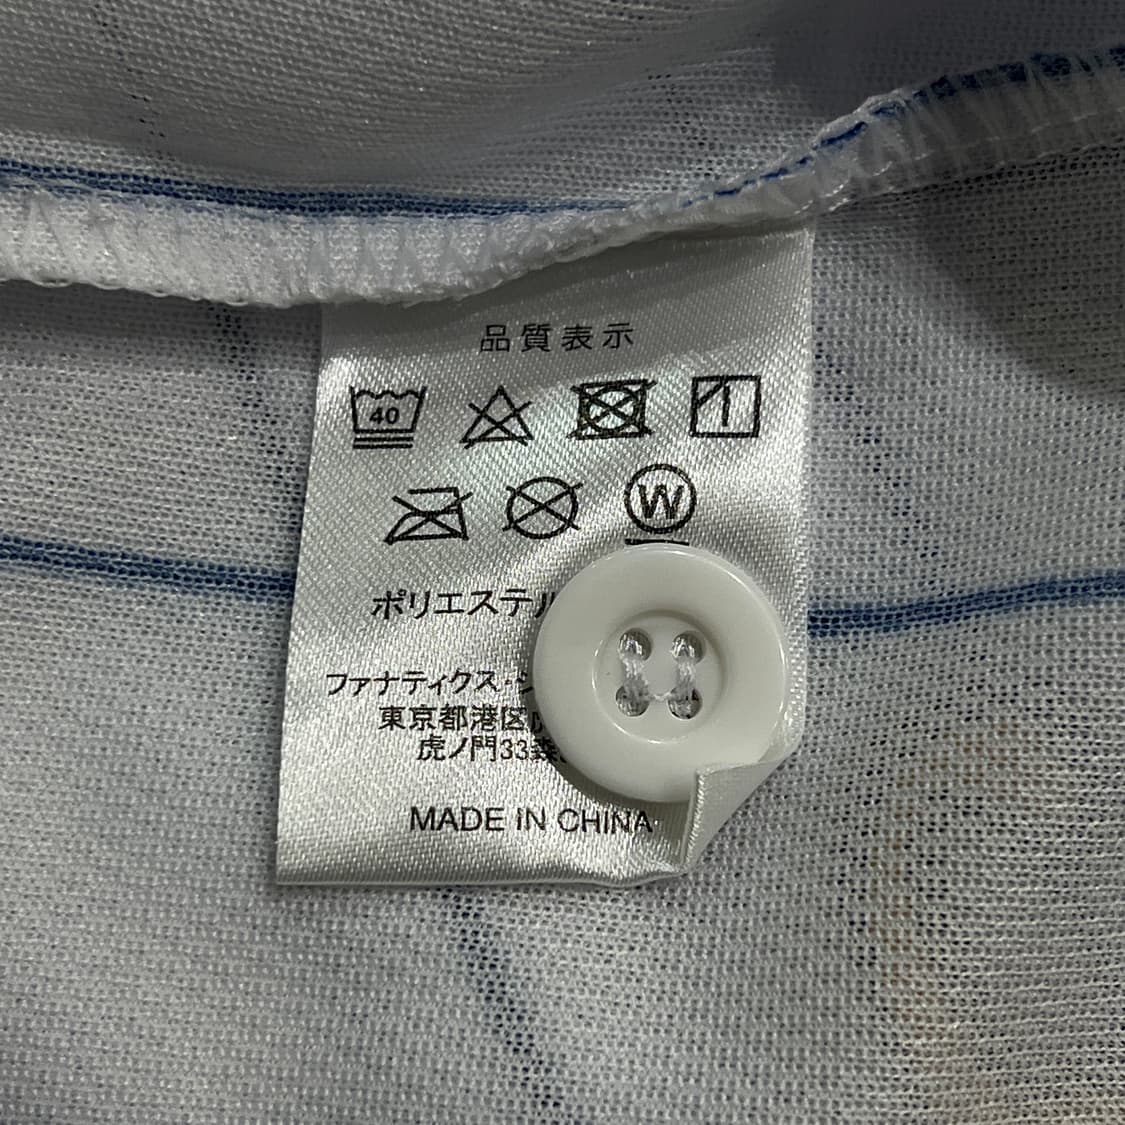 品質表示
40
W
ポリエステル
ファナティクス・
東京都港区
虎ノ門33森
MADE IN CHINA